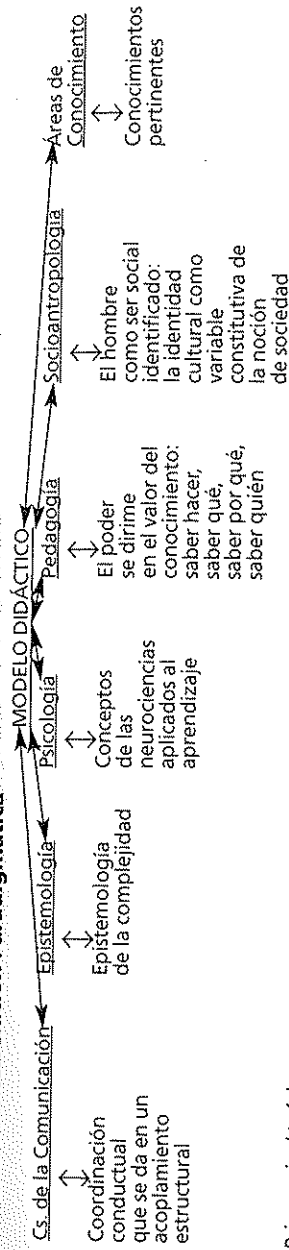 MODELO DIDÁCTICO
Cs. de la Comunicación
Coordinación
conductual
que se da en un
acoplamiento
estructural
Epistemología
Epistemología
de la complejidad
Psicología
Conceptos
de las
neurociencias
aplicados al
aprendizaje
Pedagogía
El poder
se dirime
en el valor del
conocimiento:
saber hacer,
saber qué,
saber por qué,
saber quién
Socioantropología
El hombre
como ser social
identificado:
la identidad
cultural como
variable
constitutiva de
la noción
de sociedad
Áreas de
Conocimiento
Conocimientos
pertinentes